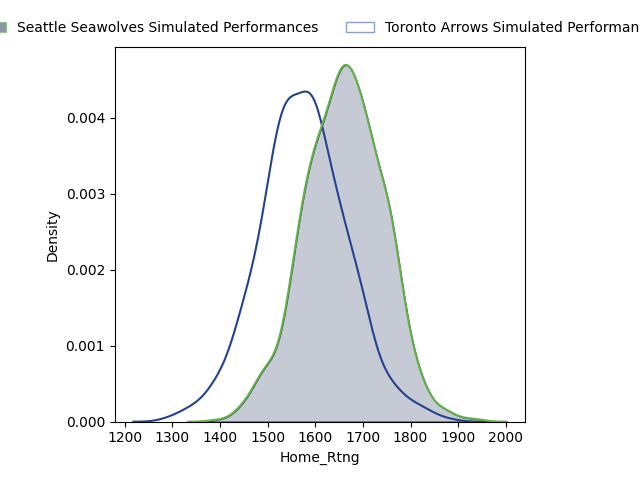 Seattle Seawolves Simulated Performances
Toronto Arrows Simulated Performan
0.004
0.003
0.002
0.001
0.000
Density
1200 1300 1400 1500 1600 1700 1800 1900 2000
Home_Rtng